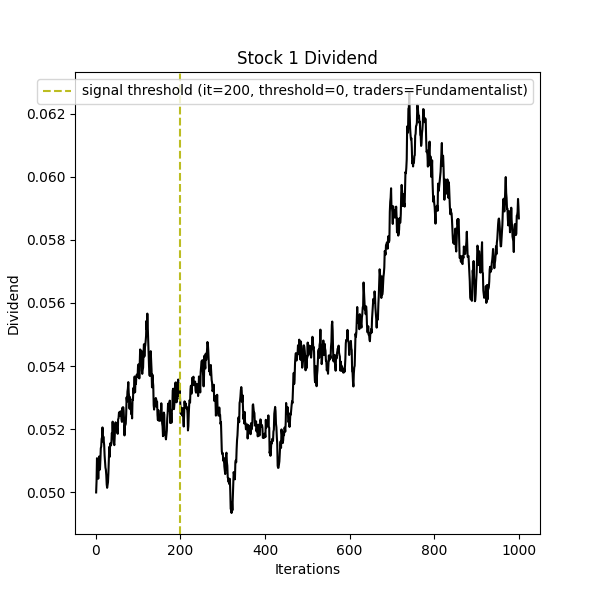 Stock 1 Dividend
signal threshold (it=200, threshold=0, traders=Fundamentalist)
0.062
0.060
0.058
0.056
0.054
0.052
0.050
Dividend
0 200 400 600 800 1000
Iterations